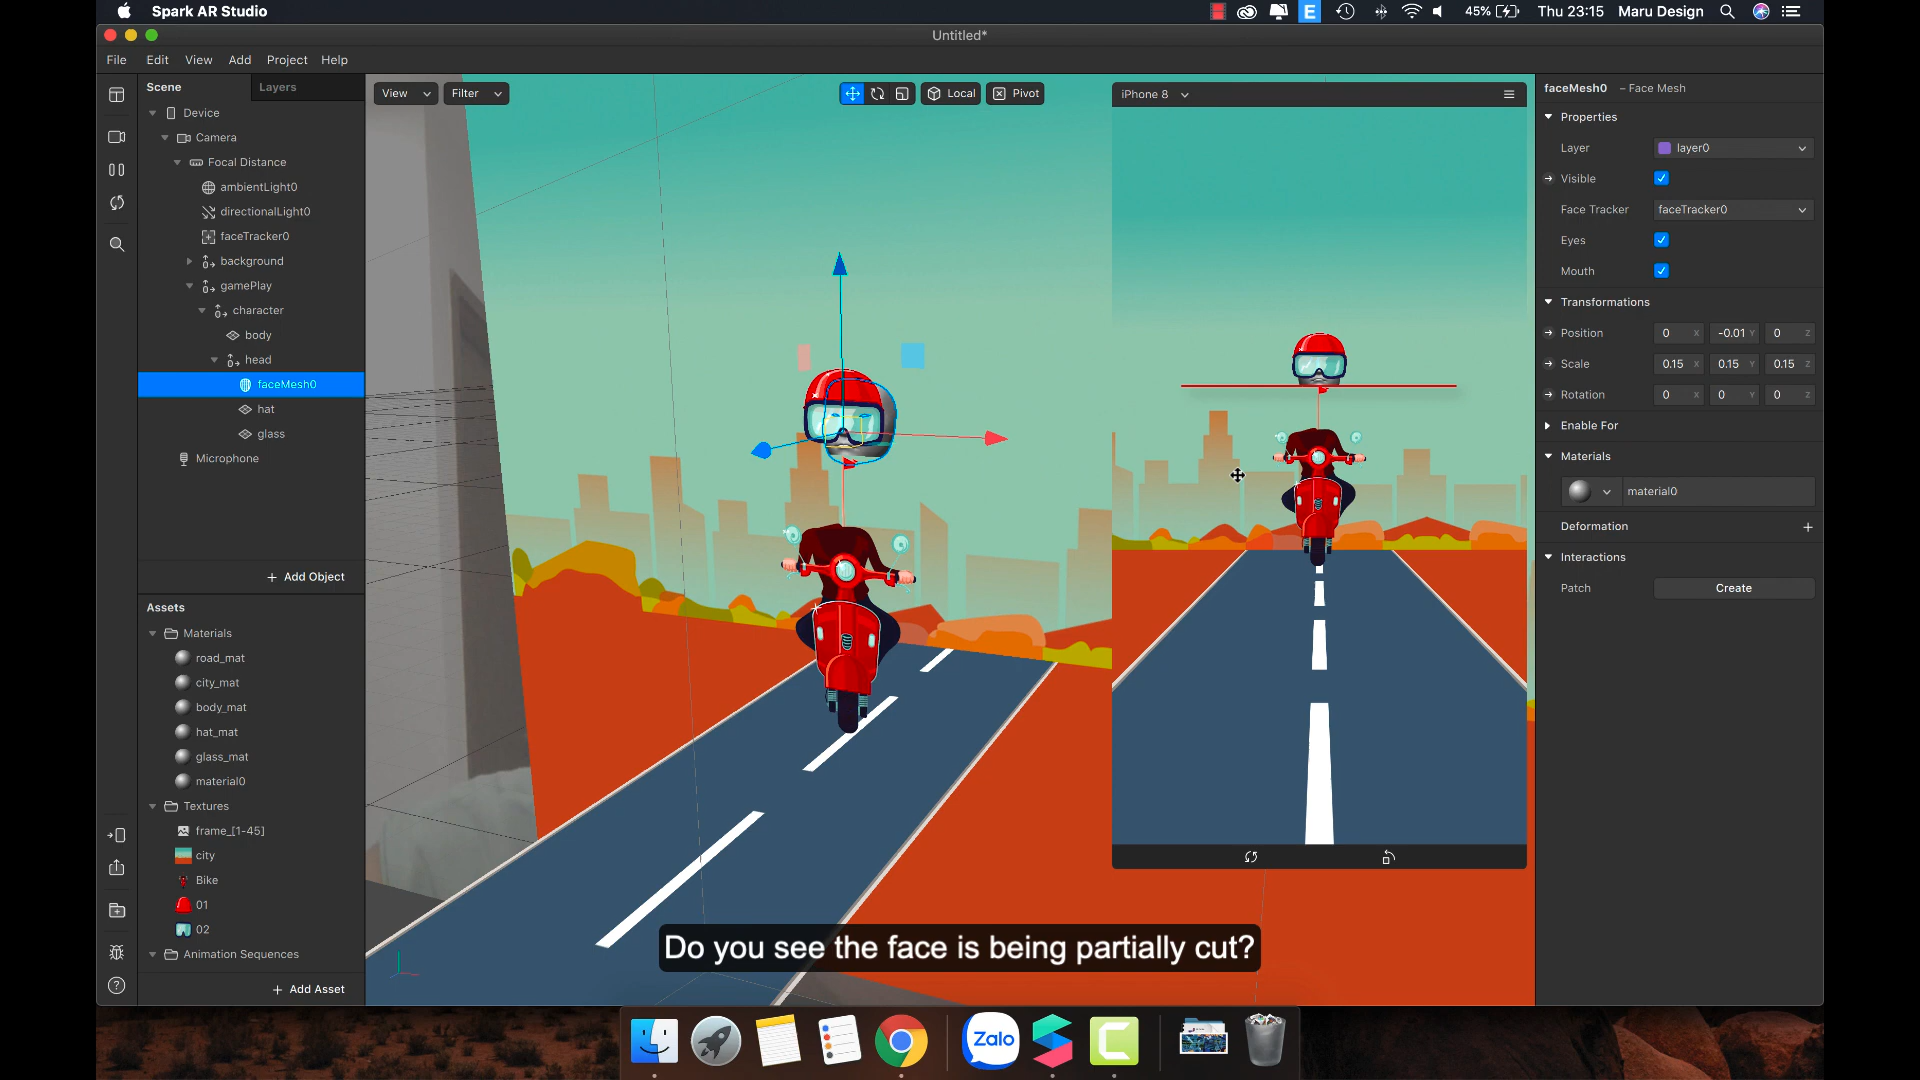 Spark AR Studio
E
45%
Thu 23:15
Maru Design
Untitled*
File Edit View Add Project Help
Scene
Layers
Device
Camera
Focal Distance
ambientLight0
directionalLight0
faceTracker0
background
gamePlay
character
body
head
faceMesh0
hat
glass
Microphone
+ Add Object
Assets
Materials
road_mat
city_mat
body_mat
hat_mat
glass_mat
material0
Textures
frame_[1-45]
city
Bike
01
02
Animation Sequences
+ Add Asset
View
Filter
Local
Pivot
iPhone 8
faceMesh0 – Face Mesh
Properties
Layer layer0
Visible
Face Tracker faceTracker0
Eyes
Mouth
Transformations
Position 0 X -0.01 Y 0 Z
Scale 0.15 X 0.15 Y 0.15 Z
Rotation 0 X 0 Y 0 Z
Enable For
Materials
material0
Deformation +
Interactions
Patch Create
Do you see the face is being partially cut?
Zalo
C